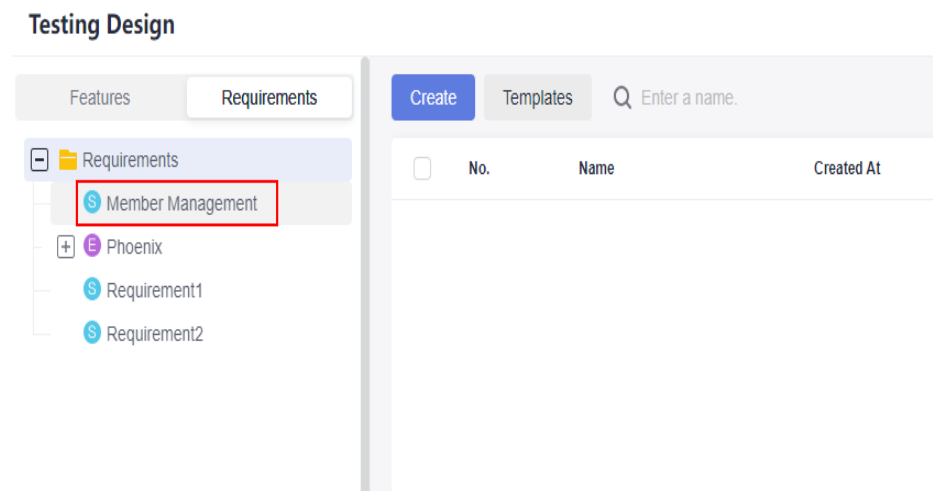 Testing Design
Features Requirements
Create Templates Enter a name.
Requirements
No. Name Created At
S Member Management
E Phoenix
S Requirement1
S Requirement2